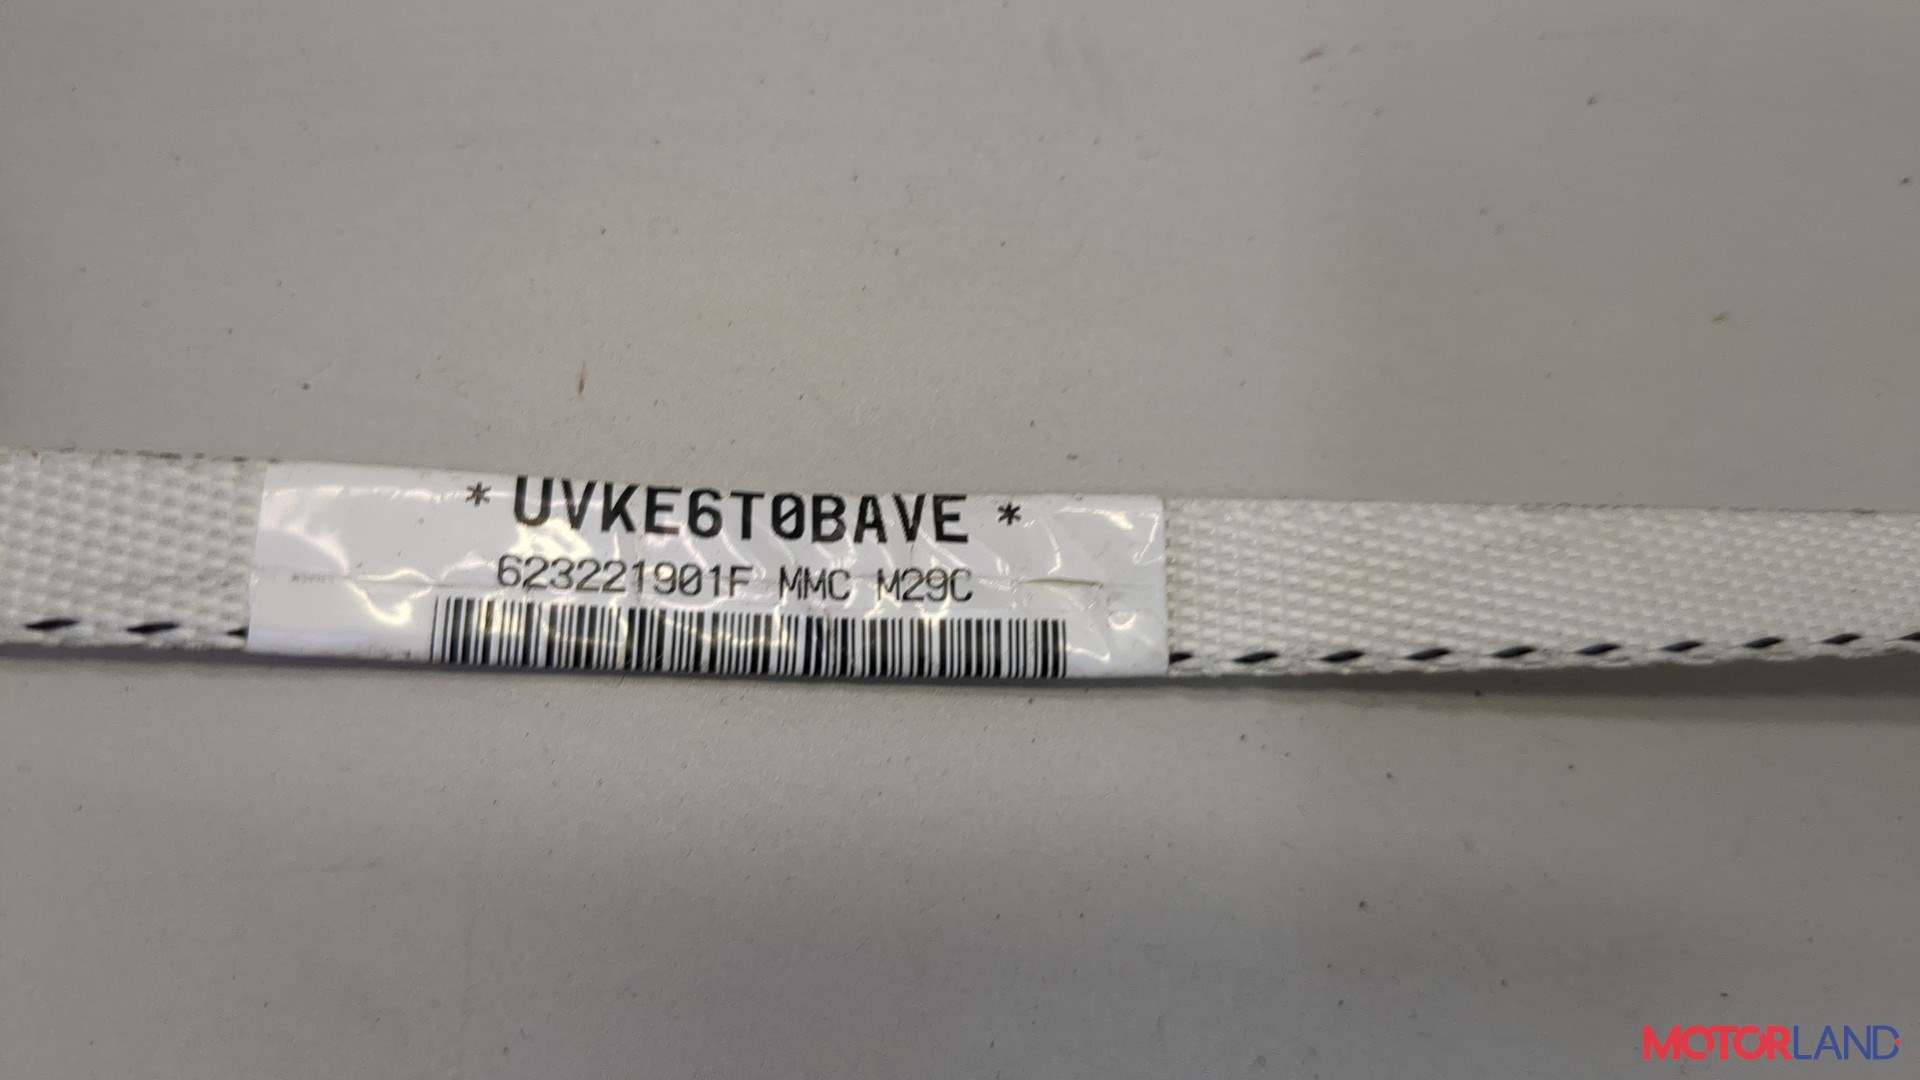 * UVKE6T0BAVE *
623221901F MMC M29C
MOTORLAND